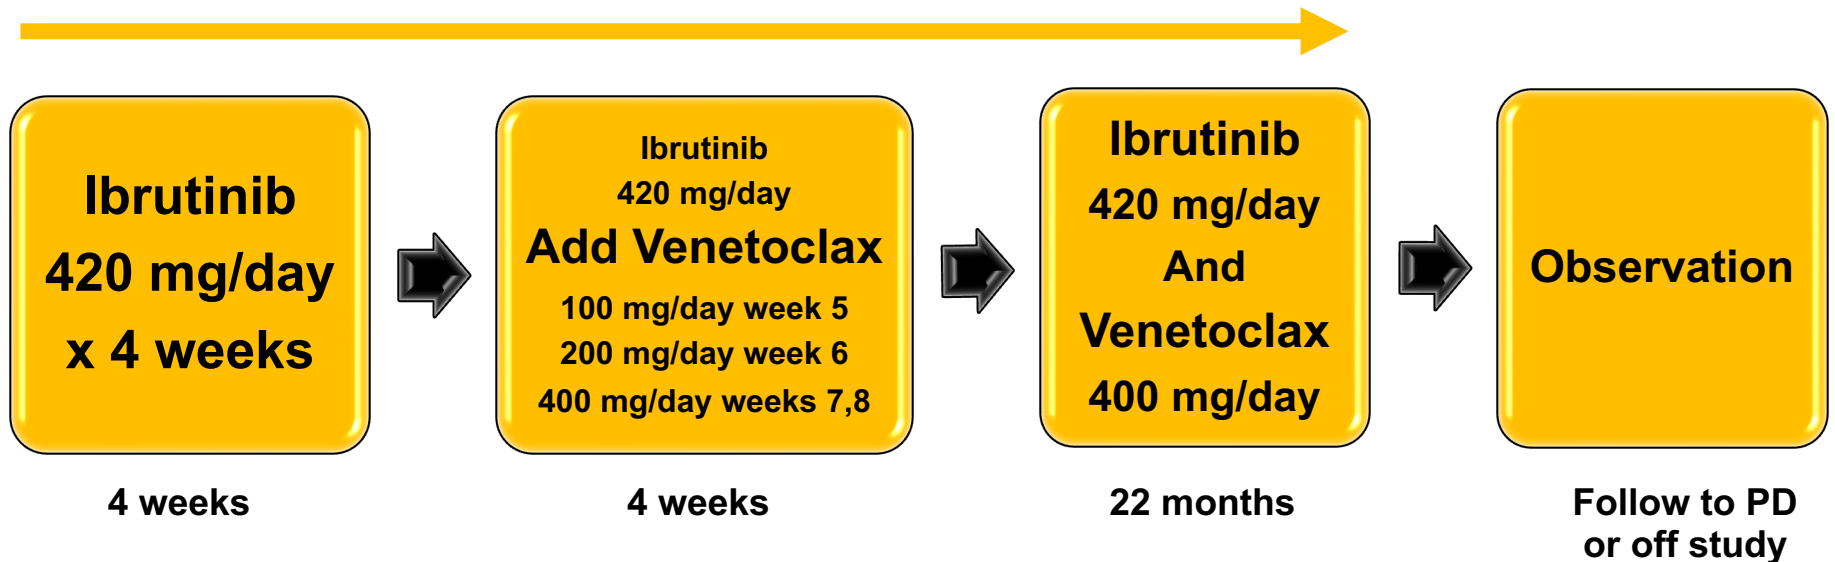 Ibrutinib
420 mg/day
x 4 weeks
4 weeks
Ibrutinib
420 mg/day
Add Venetoclax
100 mg/day week 5
200 mg/day week 6
400 mg/day weeks 7,8
4 weeks
Ibrutinib
420 mg/day
And
Venetoclax
400 mg/day
22 months
Observation
Follow to PD
or off study